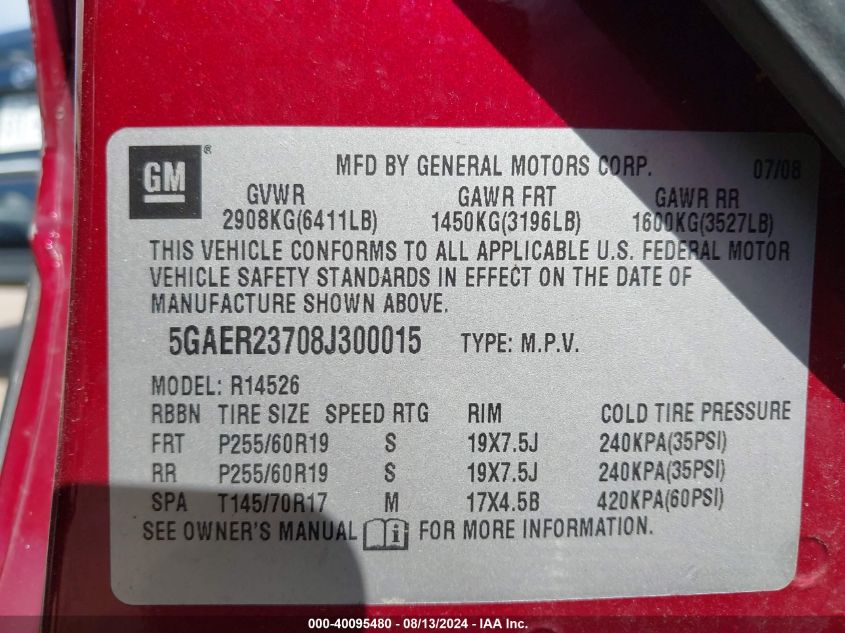 GM ® MFD BY GENERAL MOTORS CORP. 07/08
GVWR GAWR FRT GAWR RR
2908KG(6411LB) 1450KG(3196LB) 1600KG(3527LB)
THIS VEHICLE CONFORMS TO ALL APPLICABLE U.S. FEDERAL MOTOR
VEHICLE SAFETY STANDARDS IN EFFECT ON THE DATE OF
MANUFACTURE SHOWN ABOVE.
5GAER23708J300015 TYPE: M.P.V.
MODEL: R14526
RBBN TIRE SIZE SPEED RTG RIM COLD TIRE PRESSURE
FRT P255/60R19 S 19X7.5J 240KPA(35PSI)
RR P255/60R19 S 19X7.5J 240KPA(35PSI)
SPA T145/70R17 M 17X4.5B 420KPA(60PSI)
SEE OWNER'S MANUAL i FOR MORE INFORMATION.
000-40095480 - 08/13/2024 - IAA Inc.